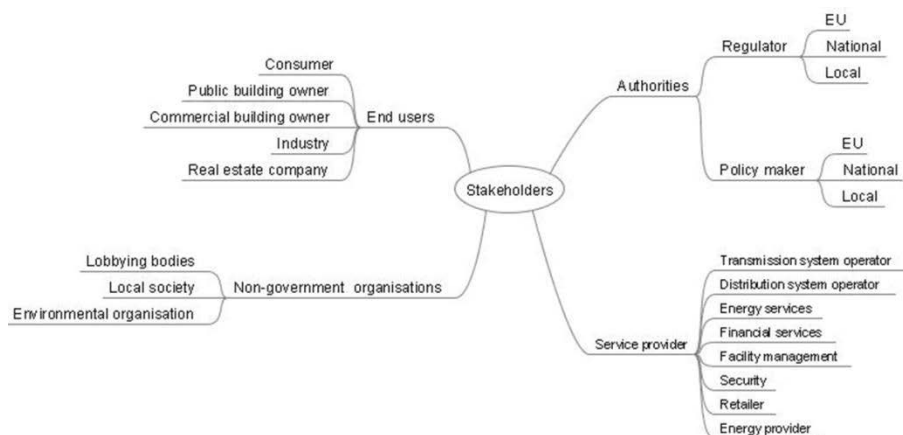 Stakeholders
End users
Consumer
Public building owner
Commercial building owner
Industry
Real estate company
Non-government organisations
Lobbying bodies
Local society
Environmental organisation
Authorities
Regulator
EU
National
Local
Policy maker
EU
National
Local
Service provider
Transmission system operator
Distribution system operator
Energy services
Financial services
Facility management
Security
Retailer
Energy provider